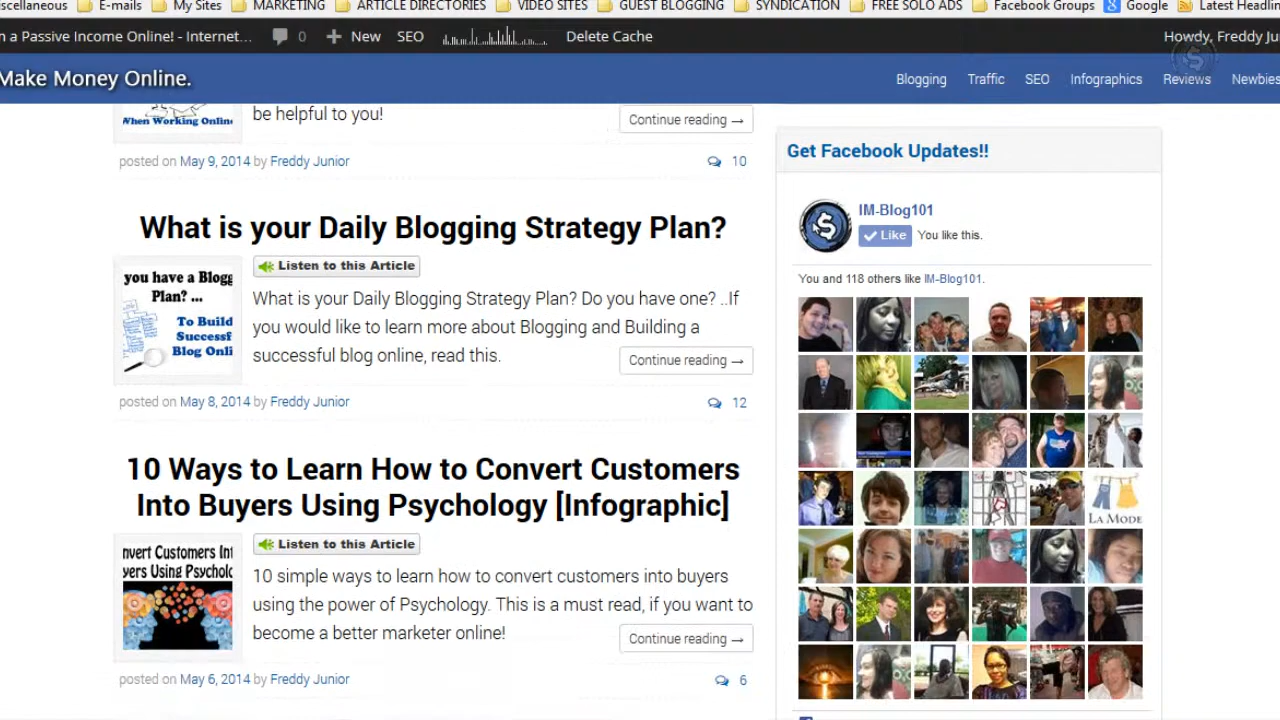 iscellaneous E-mails My Sites MARKETING ARTICLE DIRECTORIES VIDEO SITES GUEST BLOGGING SYNDICATION FREE SOLO ADS Facebook Groups Google Latest Headlin
n a Passive Income Online! - Internet... 0 New SEO Delete Cache Howdy, Freddy Ju
Make Money Online. Blogging Traffic SEO Infographics Reviews Newbies
be helpful to you!
When Working Onlin
Continue reading →
posted on May 9, 2014 by Freddy Junior 10
What is your Daily Blogging Strategy Plan?
Listen to this Article
you have a Blogg
Plan? ...
To Build
Successf
Blog Onli
What is your Daily Blogging Strategy Plan? Do you have one? ..If
you would like to learn more about Blogging and Building a
successful blog online, read this.
Continue reading →
posted on May 8, 2014 by Freddy Junior 12
10 Ways to Learn How to Convert Customers
Into Buyers Using Psychology [Infographic]
Listen to this Article
nvert Customers Int
yers Using Psycholo
10 simple ways to learn how to convert customers into buyers
using the power of Psychology. This is a must read, if you want to
become a better marketer online!
Continue reading →
posted on May 6, 2014 by Freddy Junior 6
Get Facebook Updates!!
IM-Blog101
Like You like this.
You and 118 others like IM-Blog101.
LA MODE